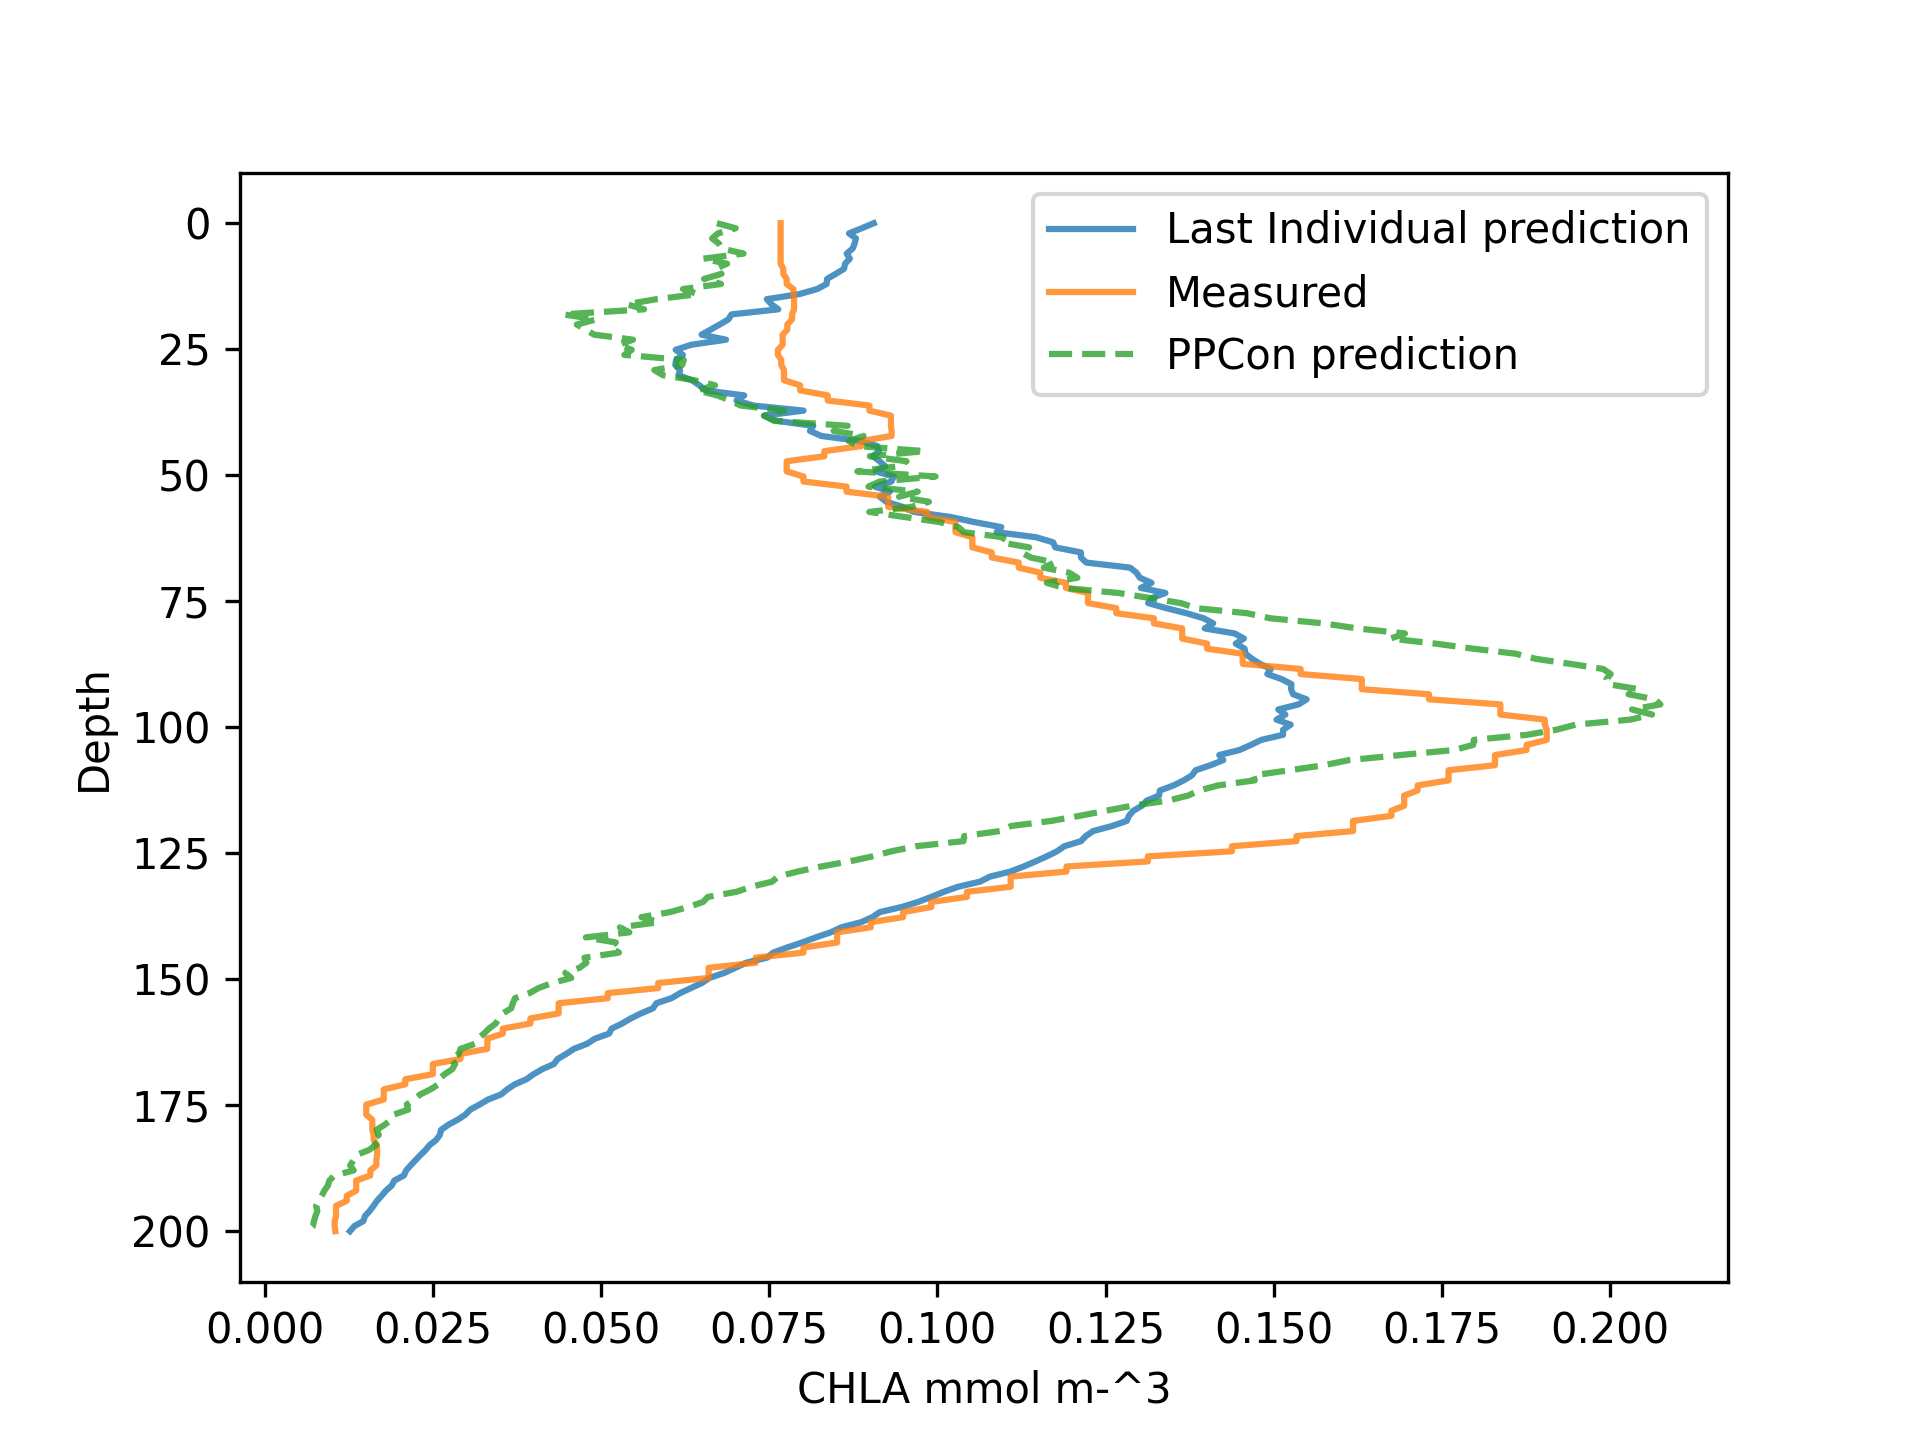 Last Individual prediction
Measured
PPCon prediction
0
25
50
75
100
125
150
175
200
Depth
0.000 0.025 0.050 0.075 0.100 0.125 0.150 0.175 0.200
CHLA mmol m-^3